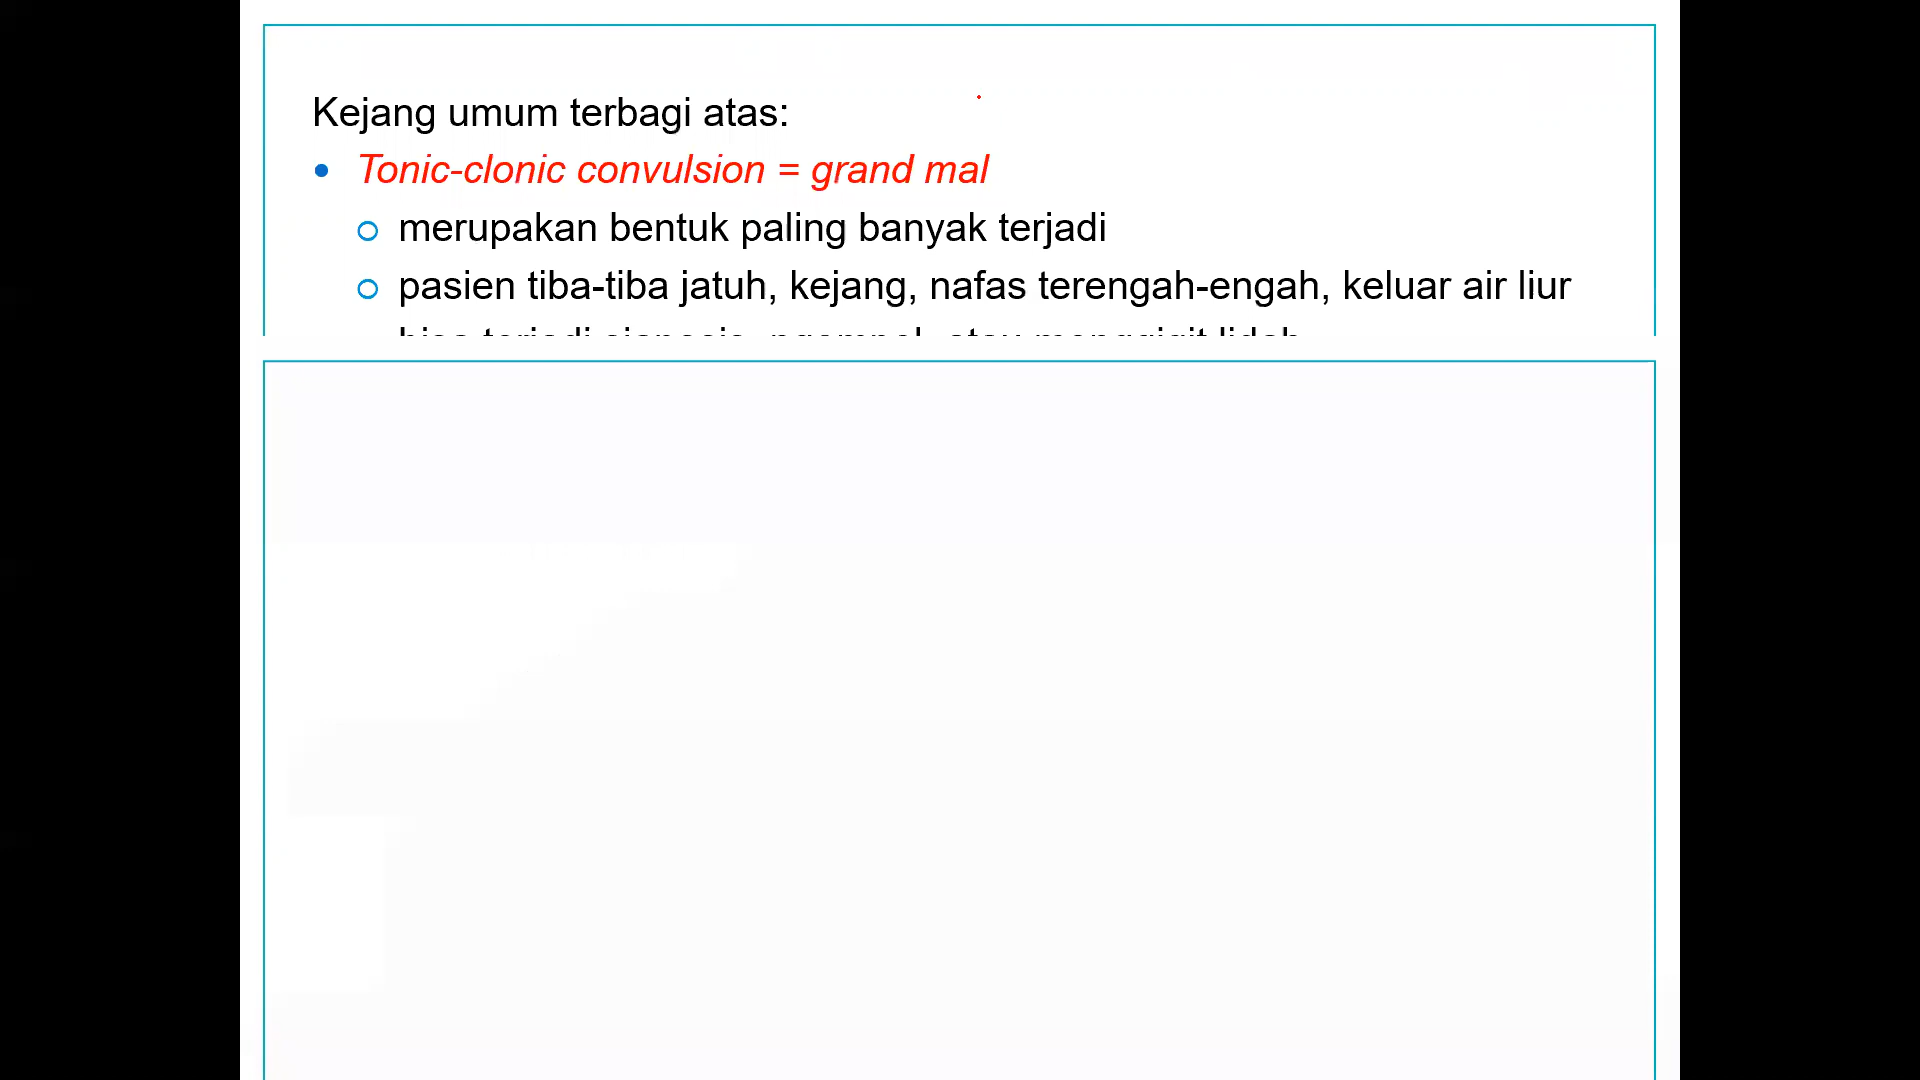 Kejang umum terbagi atas:
Tonic-clonic convulsion = grand mal
merupakan bentuk paling banyak terjadi
pasien tiba-tiba jatuh, kejang, nafas terengah-engah, keluar air liur
bisa terjadi sianosis, ngompol, atau menggigit lidah